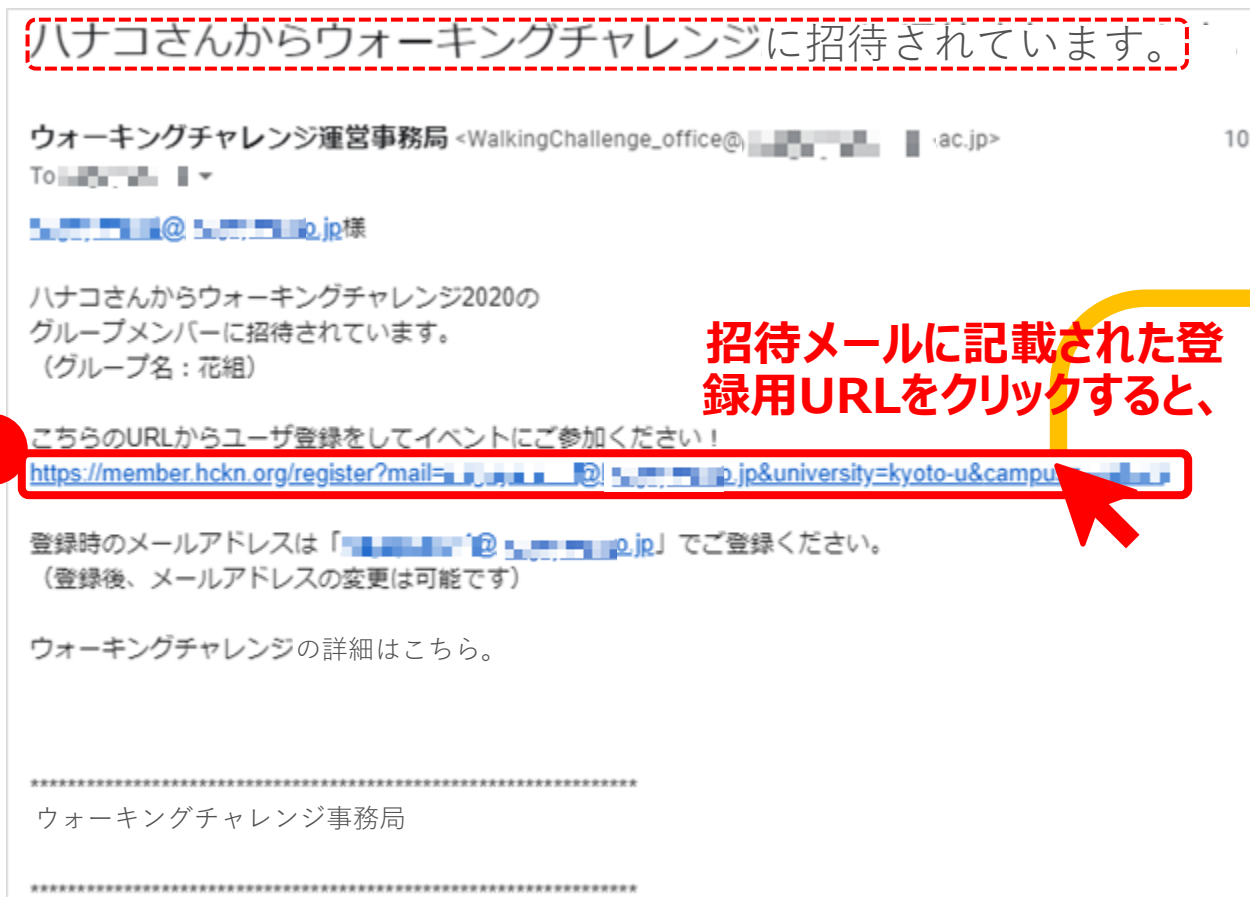 ハナコさんからウォーキングチャレンジに招待されています。
ウォーキングチャレンジ運営事務局 <WalkingChallenge_office@ ac.jp>
10
To
@ .jp様
ハナコさんからウォーキングチャレンジ2020の
グループメンバーに招待されています。
（グループ名：花組）
招待メールに記載された登
録用URLをクリックすると、
こちらのURLからユーザ登録をしてイベントにご参加ください！
https://member.hckn.org/register?mail= @ .jp&university=kyoto-u&campu
登録時のメールアドレスは「 @ .jp」でご登録ください。
（登録後、メールアドレスの変更は可能です）
ウォーキングチャレンジの詳細はこちら。
*****************************************************************
ウォーキングチャレンジ事務局
*****************************************************************